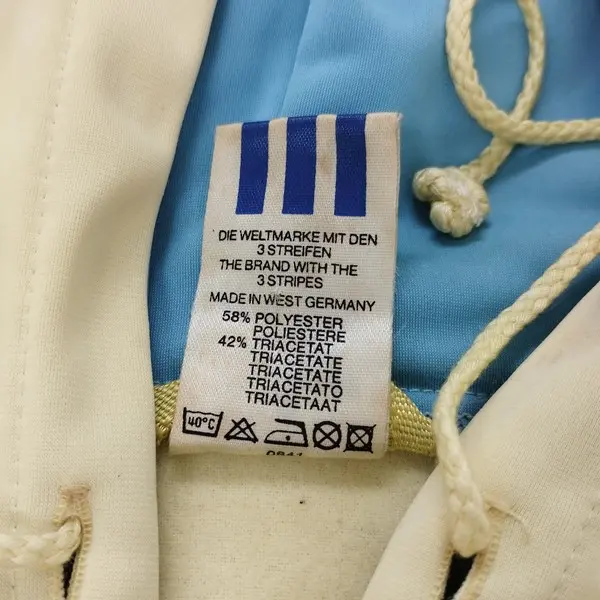 DIE WELTMARKE MIT DEN
3 STREIFEN
THE BRAND WITH THE
3 STRIPES
MADE IN WEST GERMANY
58% POLYESTER
POLIESTERE
42% TRIACETAT
TRIACETATE
TRIACETATE
TRIACETATO
TRIACETAAT
40°C